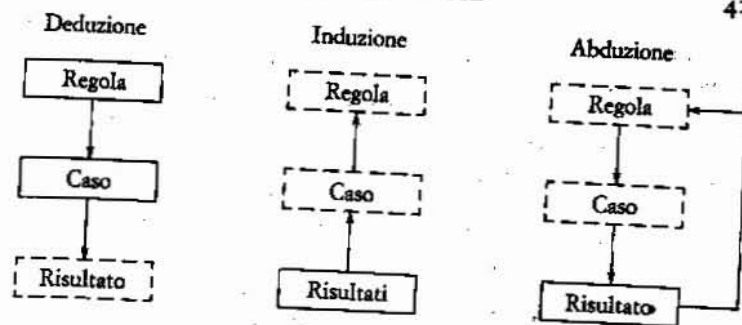 Deduzione
Regola
Caso
Risultato
Induzione
Regola
Caso
Risultati
Abduzione
Regola
Caso
Risultato